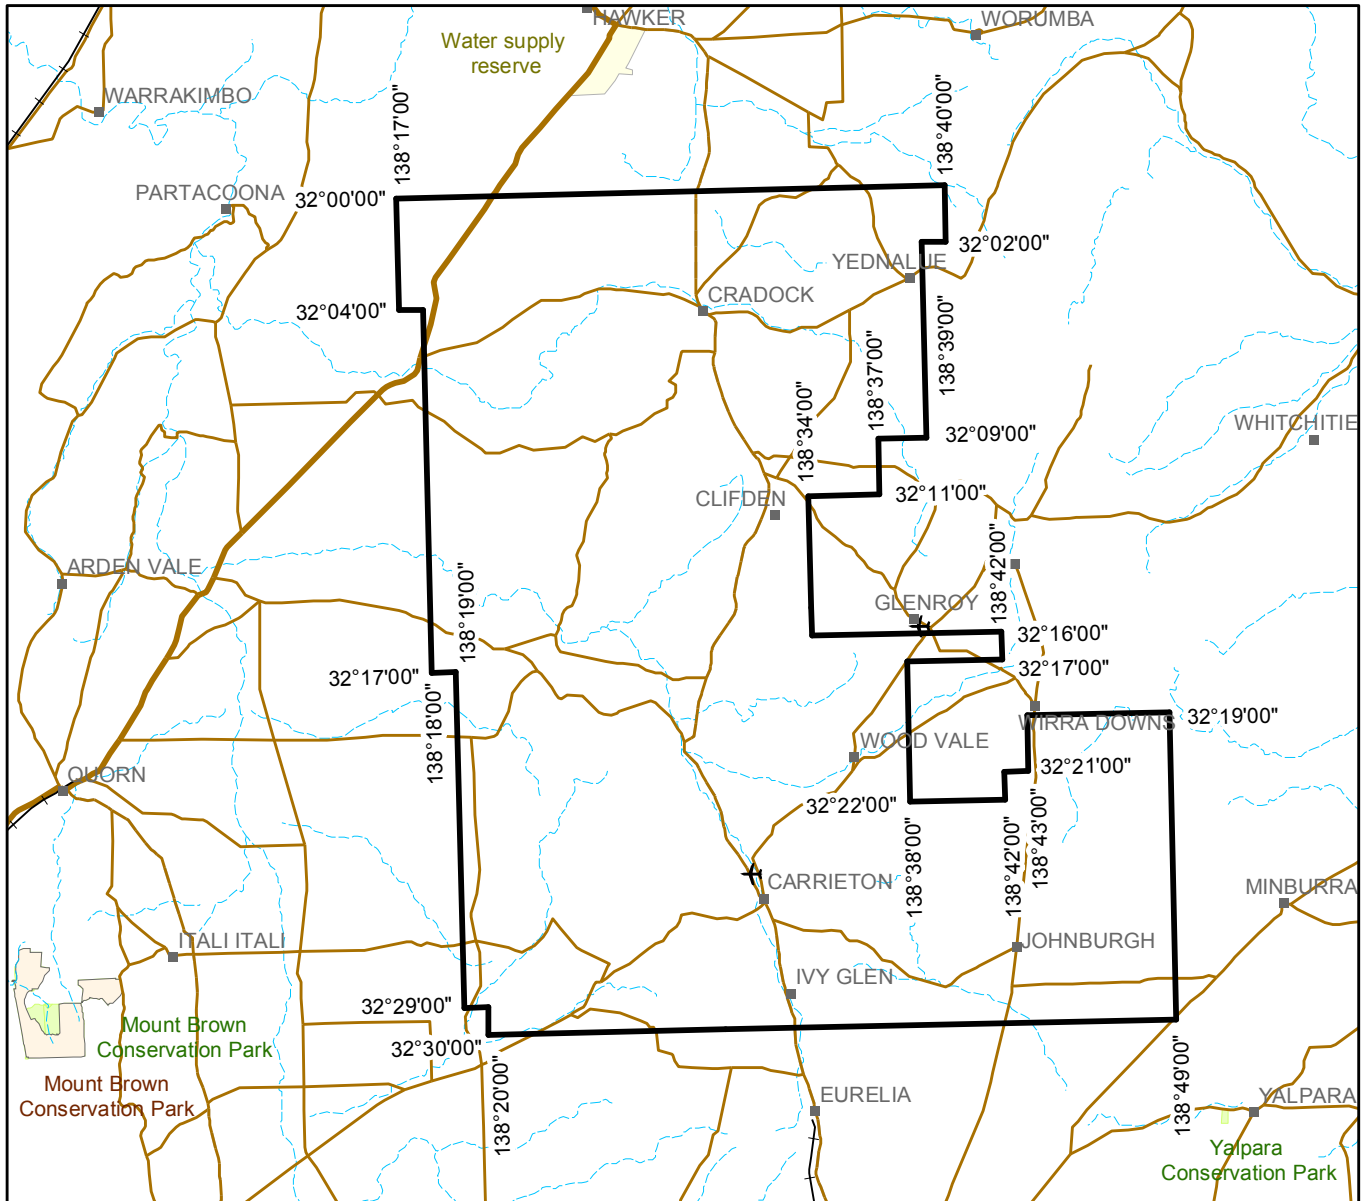 HAWKER
WORUMBA
Water supply
reserve
WARRAKIMBO
138°17'00"
138°40'00"
PARTACOONA
32°00'00"
32°02'00"
YEDNALUE
CRADOCK
32°04'00"
138°39'00"
138°37'00"
138°34'00"
WHITCHITIE
32°09'00"
CLIFDEN
32°11'00"
138°42'00"
ARDEN VALE
138°19'00"
GLENROY
32°16'00"
32°17'00"
32°17'00"
138°18'00"
WIRRA DOWNS
32°19'00"
WOOD VALE
QUORN
32°21'00"
32°22'00"
138°43'00"
138°38'00"
138°42'00"
CARRIETON
MINBURRA
ITALI ITALI
JOHNBURGH
IVY GLEN
32°29'00"
Mount Brown
Conservation Park
32°30'00"
Mount Brown
Conservation Park
138°20'00"
138°49'00"
EURELIA
YALPARA
Yalpara
Conservation Park